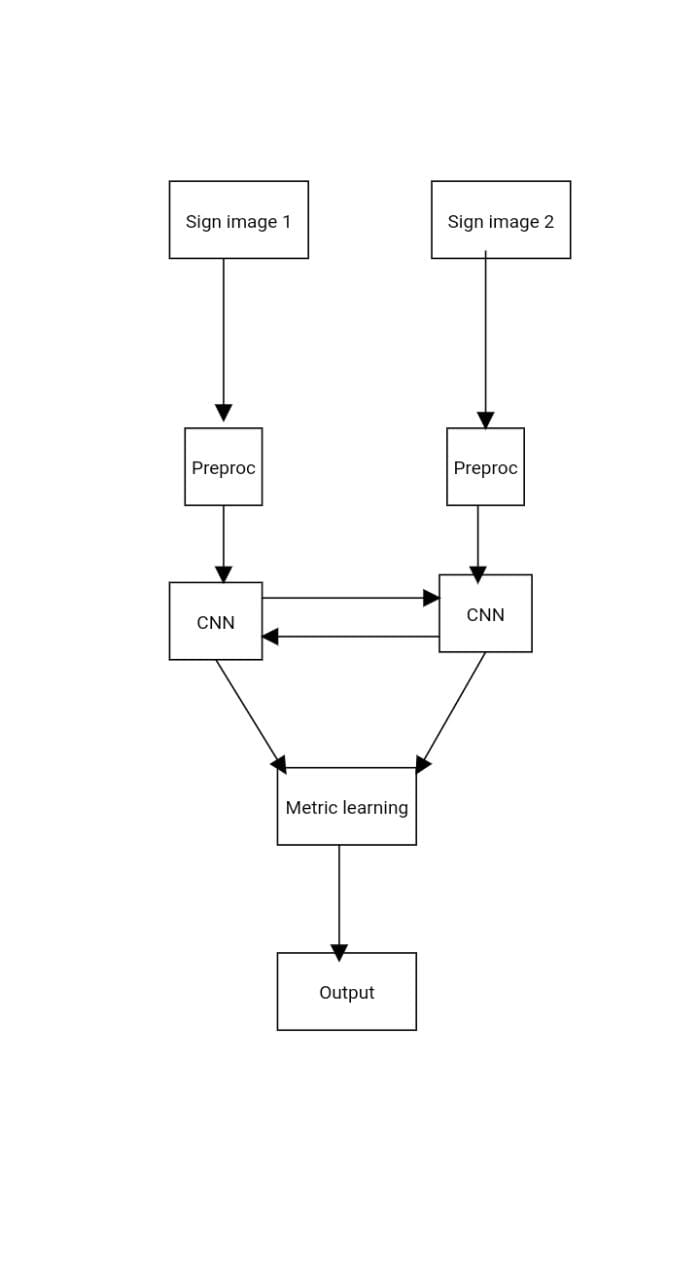 Sign image 1
Sign image 2
Preproc
Preproc
CNN
CNN
Metric learning
Output